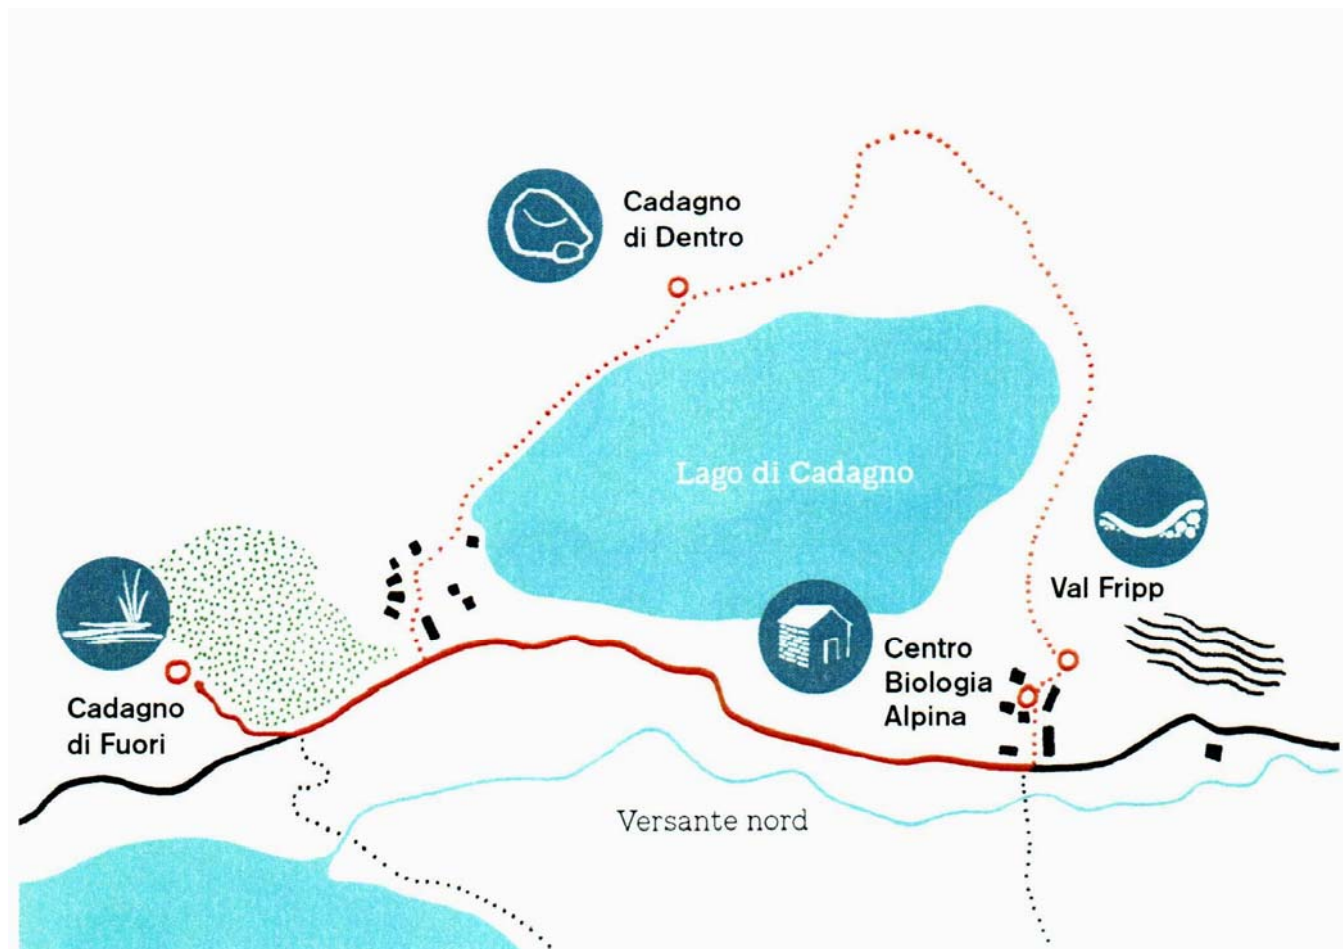 Cadagno
di Dentro
Lago di Cadagno
Val Fripp
Centro
Biologia
Alpina
Cadagno
di Fuori
Versante nord